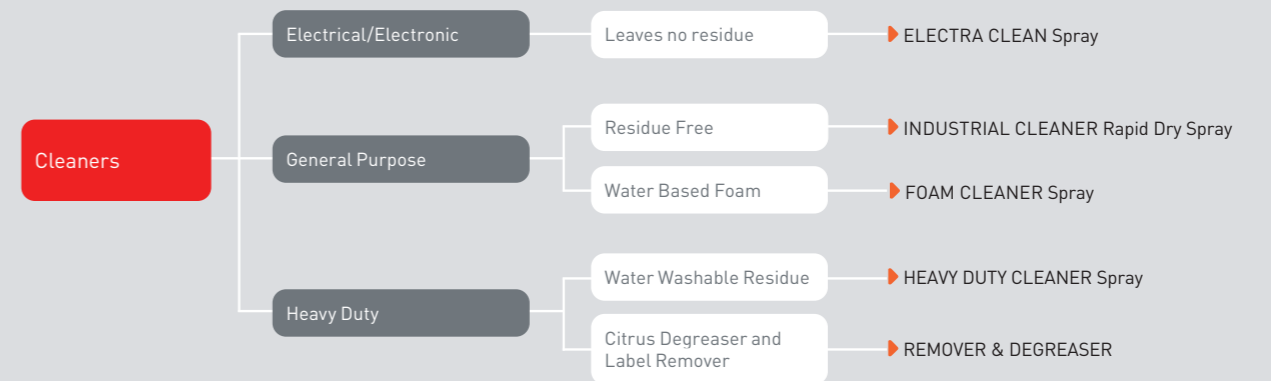 Cleaners
Electrical/Electronic
Leaves no residue
ELECTRA CLEAN Spray
General Purpose
Residue Free
INDUSTRIAL CLEANER Rapid Dry Spray
Water Based Foam
FOAM CLEANER Spray
Heavy Duty
Water Washable Residue
HEAVY DUTY CLEANER Spray
Citrus Degreaser and
Label Remover
REMOVER & DEGREASER